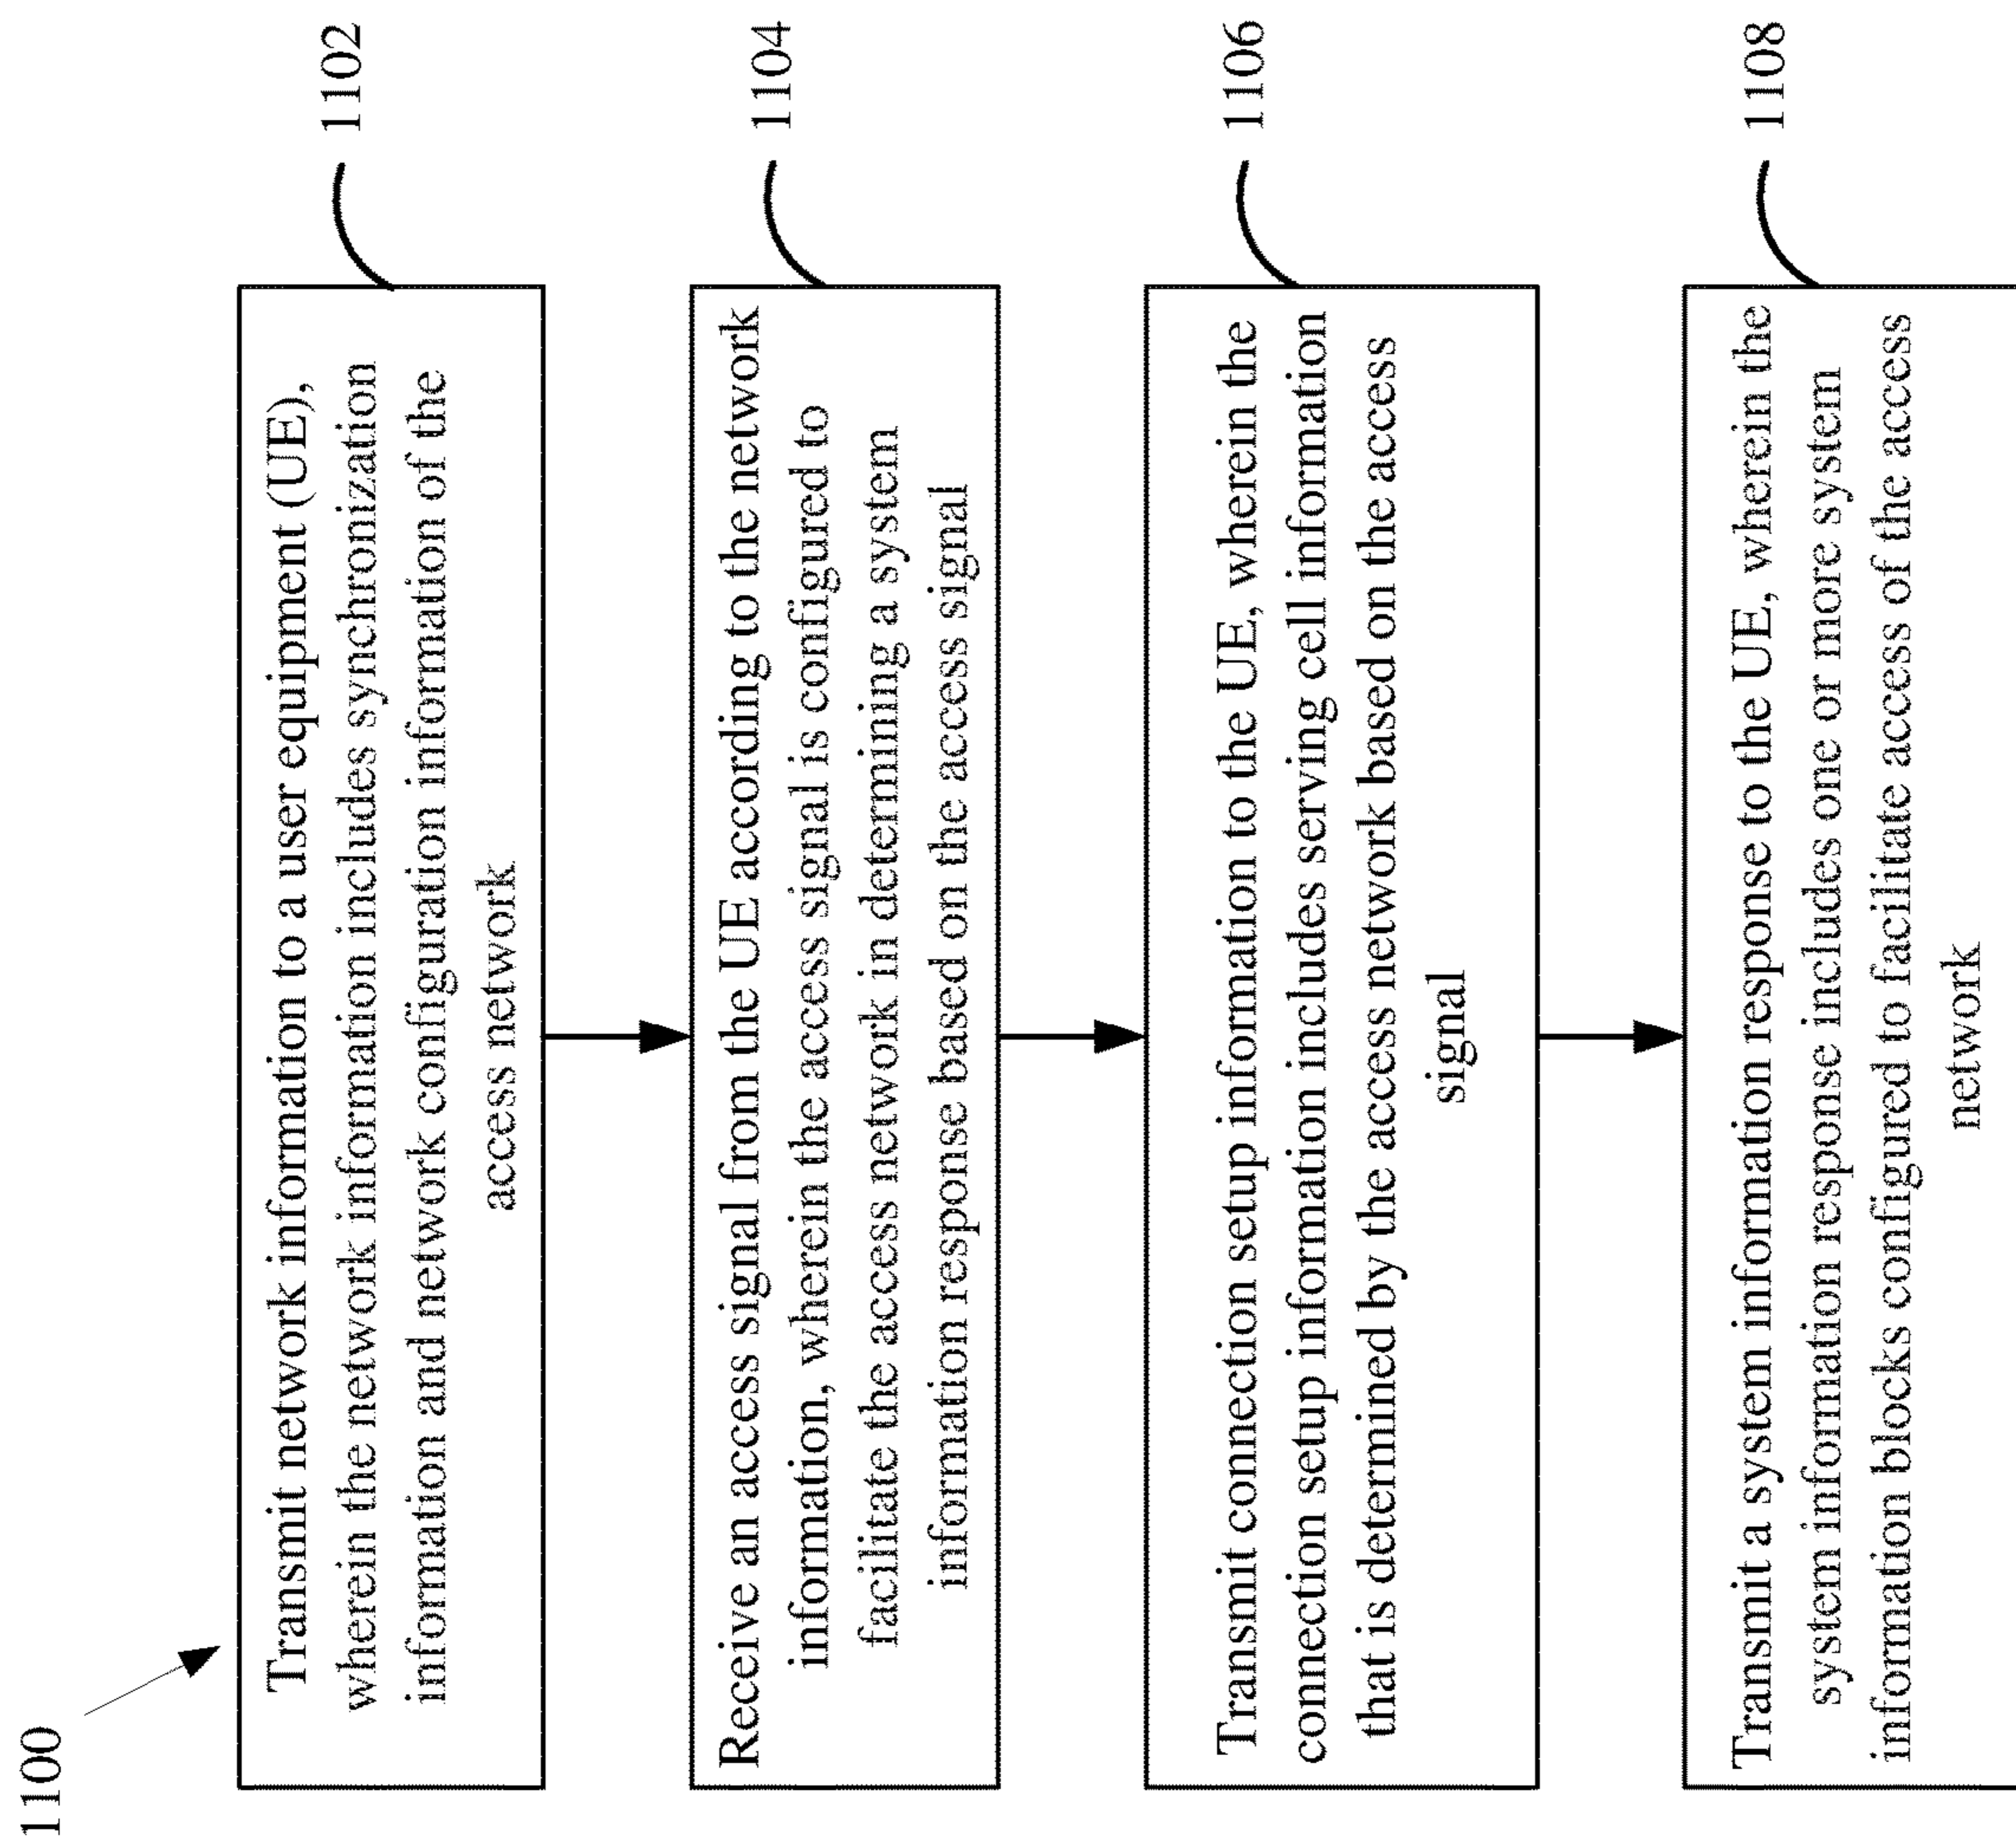 1100
Transmit network information to a user equipment (UE),
wherein the network information includes synchronization
information and network configuration information of the
access network
1102
Receive an access signal from the UE according to the network
information, wherein the access signal is configured to
facilitate the access network in determining a system
information response based on the access signal
1104
Transmit connection setup information to the UE, wherein the
connection setup information includes serving cell information
that is determined by the access network based on the access
signal
1106
Transmit a system information response to the UE, wherein the
system information response includes one or more system
information blocks configured to facilitate access of the access
network
1108